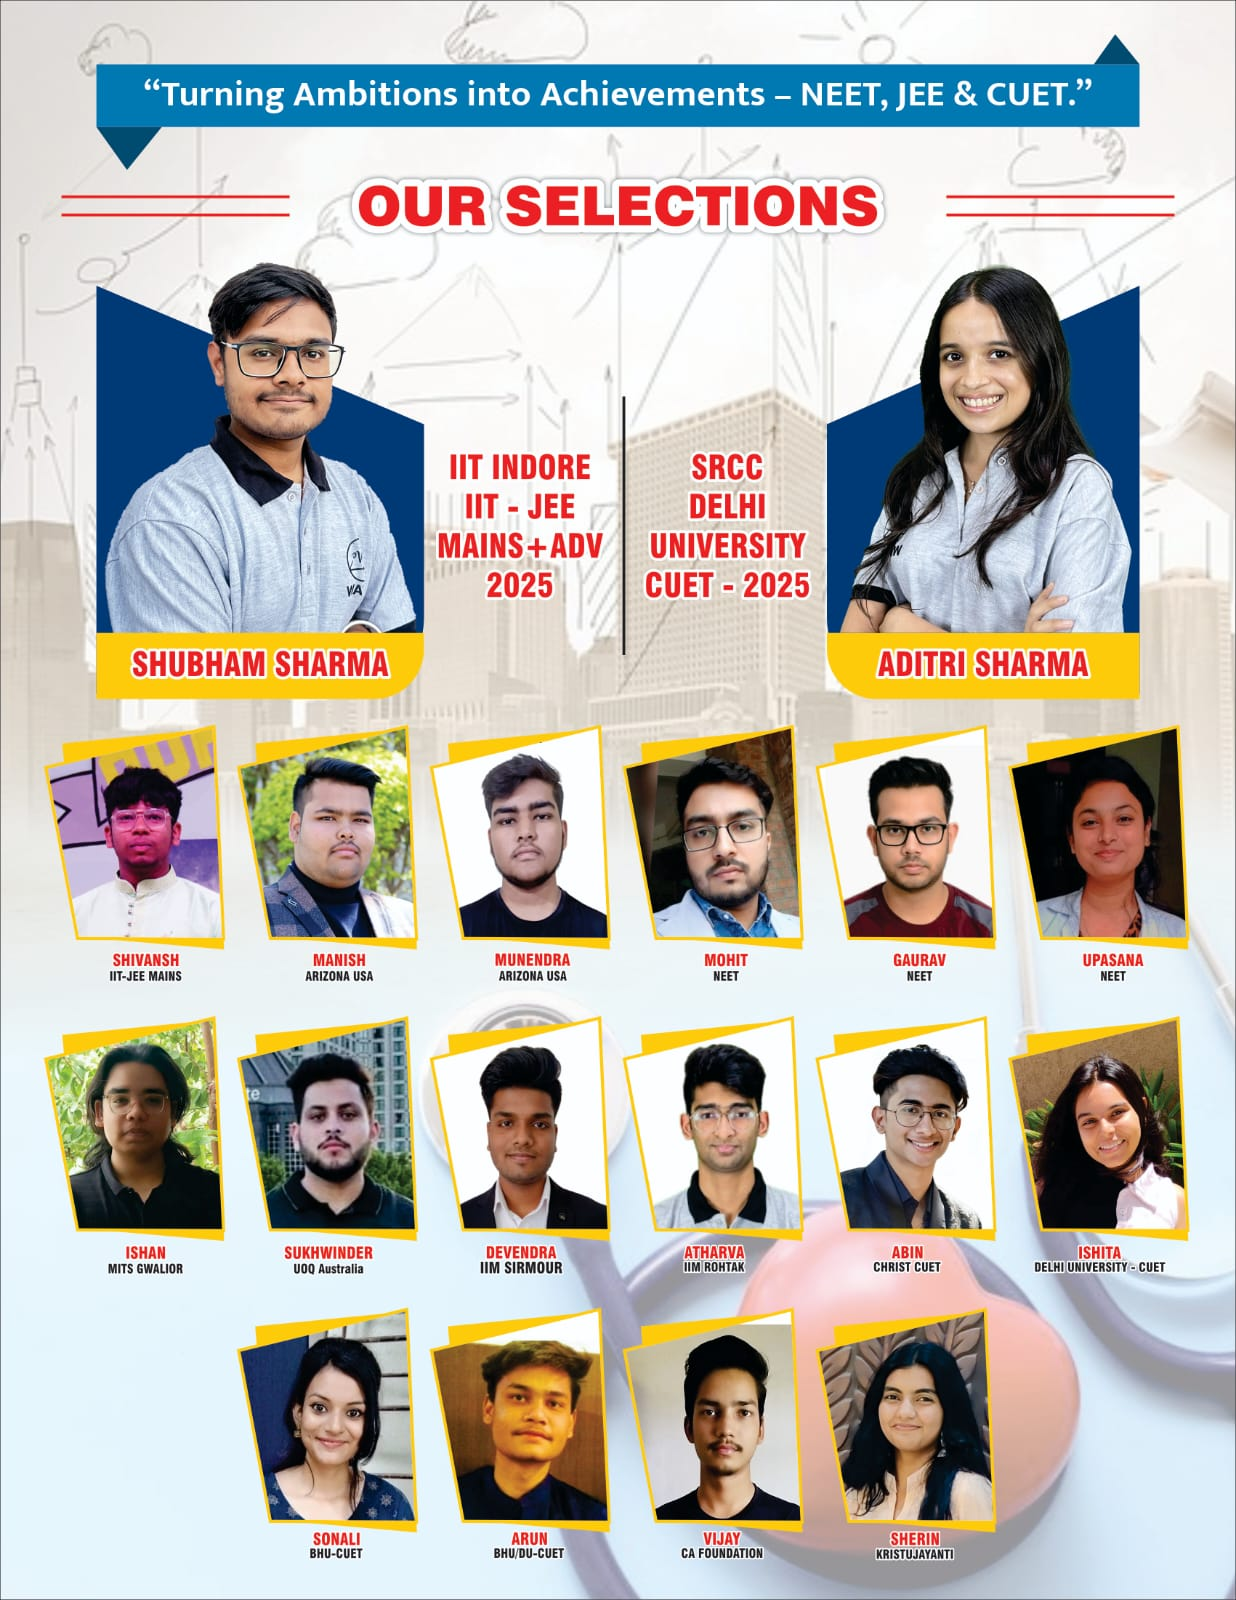 “Turning Ambitions into Achievements – NEET, JEE & CUET.”
OUR SELECTIONS
IIT INDORE
IIT - JEE
MAINS+ADV
2025
SRCC
DELHI
UNIVERSITY
CUET - 2025
SHUBHAM SHARMA
ADITRI SHARMA
SHIVANSH
IIT-JEE MAINS
MANISH
ARIZONA USA
MUNENDRA
ARIZONA USA
MOHIT
NEET
GAURAV
NEET
UPASANA
NEET
ISHAN
MITS GWALIOR
SUKHWINDER
UOQ Australia
DEVENDRA
IIM SIRMOUR
ATHARVA
IIM ROHTAK
ABIN
CHRIST CUET
ISHITA
DELHI UNIVERSITY - CUET
SONALI
BHU-CUET
ARUN
BHU/DU-CUET
VIJAY
CA FOUNDATION
SHERIN
KRISTUJAYANTI